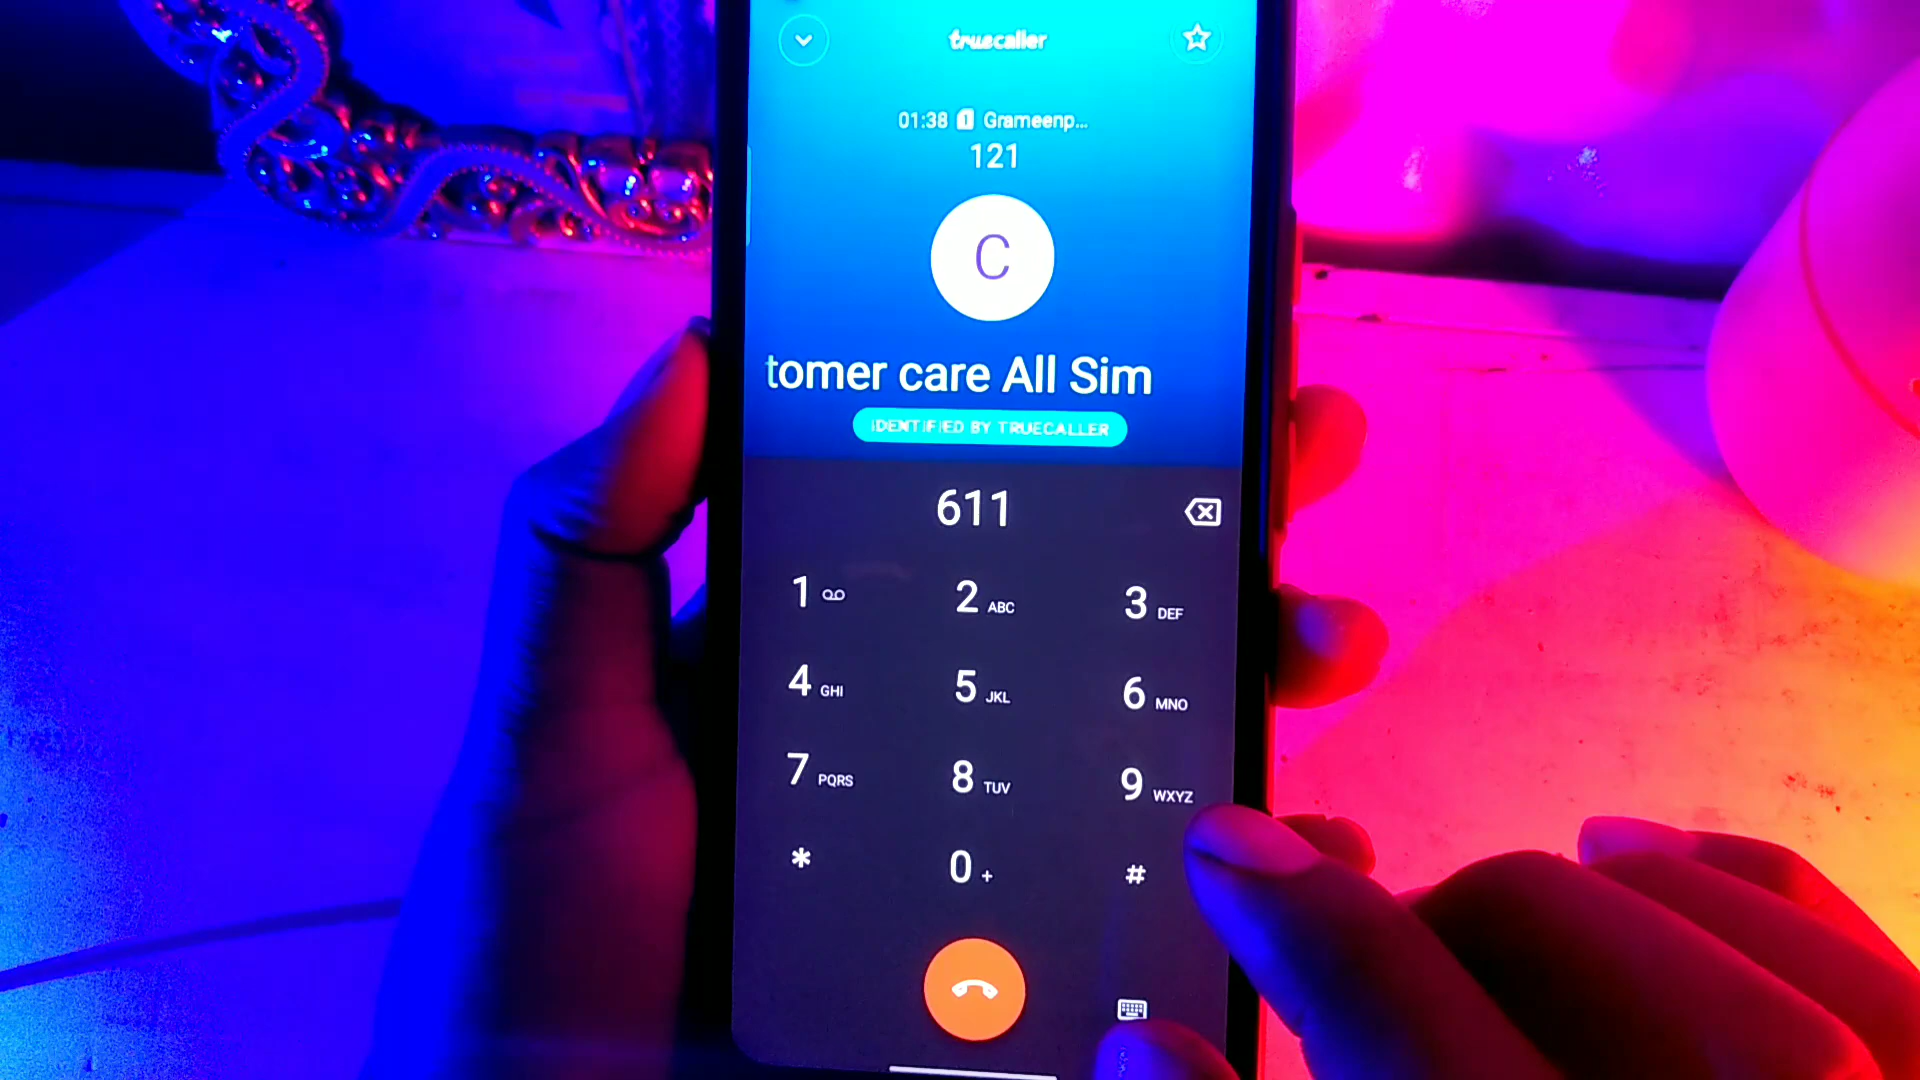 truecaller
01:38 1 Grameenp...
121
C
tomer care All Sim
IDENTIFIED BY TRUECALLER
611
1 2 ABC 3 DEF
4 GHI 5 JKL 6 MNO
7 PQRS 8 TUV 9 WXYZ
* 0 + #